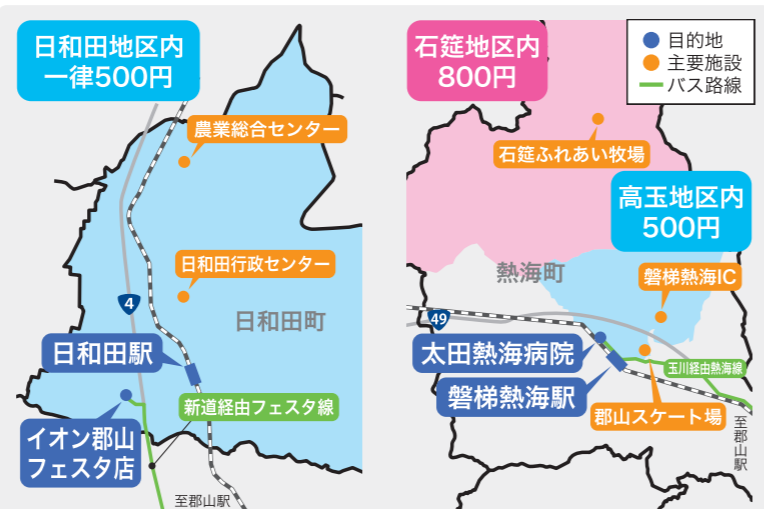 日和田地区内
一律500円
農業総合センター
日和田行政センター
4
日和田町
日和田駅
新道経由フェスタ線
イオン郡山
フェスタ店
至郡山駅
石筵地区内
800円
目的地
主要施設
バス路線
石筵ふれあい牧場
高玉地区内
500円
熱海町
磐梯熱海IC
49
太田熱海病院
玉川経由熱海線
磐梯熱海駅
郡山スケート場
至郡山駅